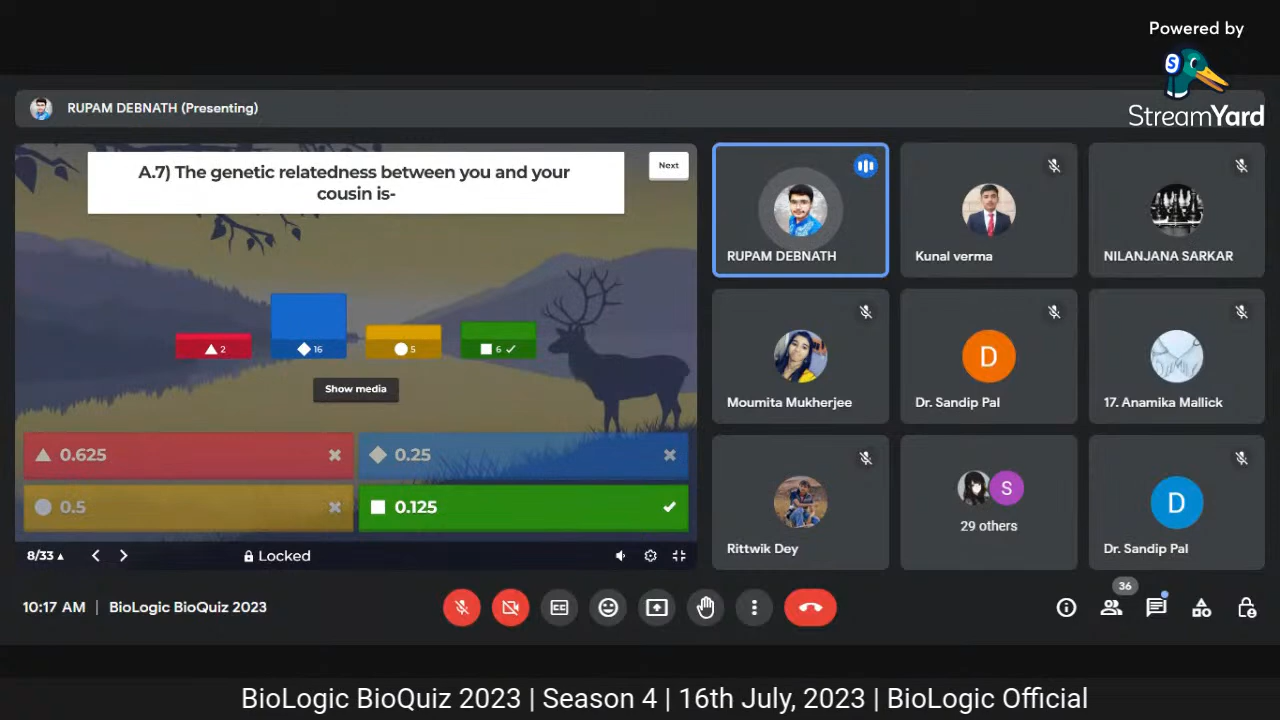 Powered by
StreamYard
RUPAM DEBNATH (Presenting)
A.7) The genetic relatedness between you and your
cousin is-
Next
2
16
5
6
Show media
0.625
0.25
0.5
0.125
8/33
Locked
RUPAM DEBNATH
Kunal verma
NILANJANA SARKAR
Moumita Mukherjee
Dr. Sandip Pal
D
17. Anamika Mallick
Rittwik Dey
S
29 others
D
Dr. Sandip Pal
10:17 AM | BioLogic BioQuiz 2023
36
BioLogic BioQuiz 2023 | Season 4 | 16th July, 2023 | BioLogic Official